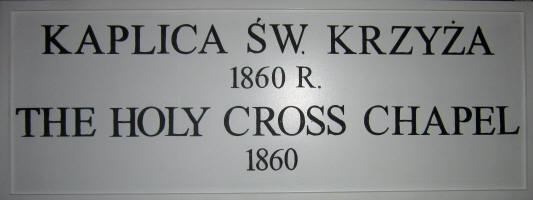 KAPLICA ŚW. KRZYŻA
1860 R.
THE HOLY CROSS CHAPEL
1860